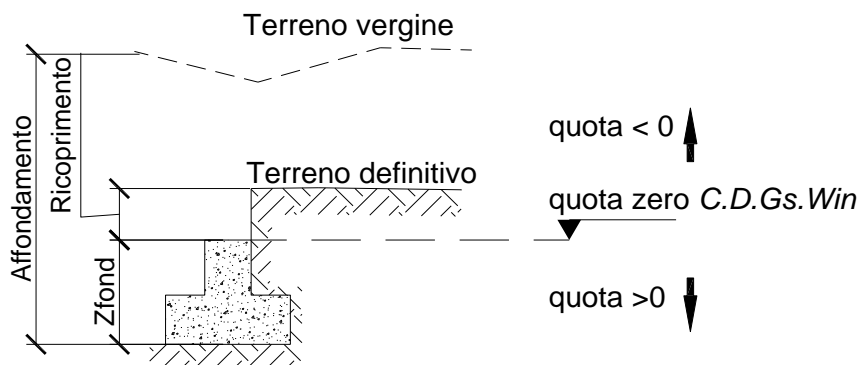 Terreno vergine
Affondamento
Ricoprimento
quota < 0
Terreno definitivo
quota zero C.D.Gs.Win
Zfond
quota >0